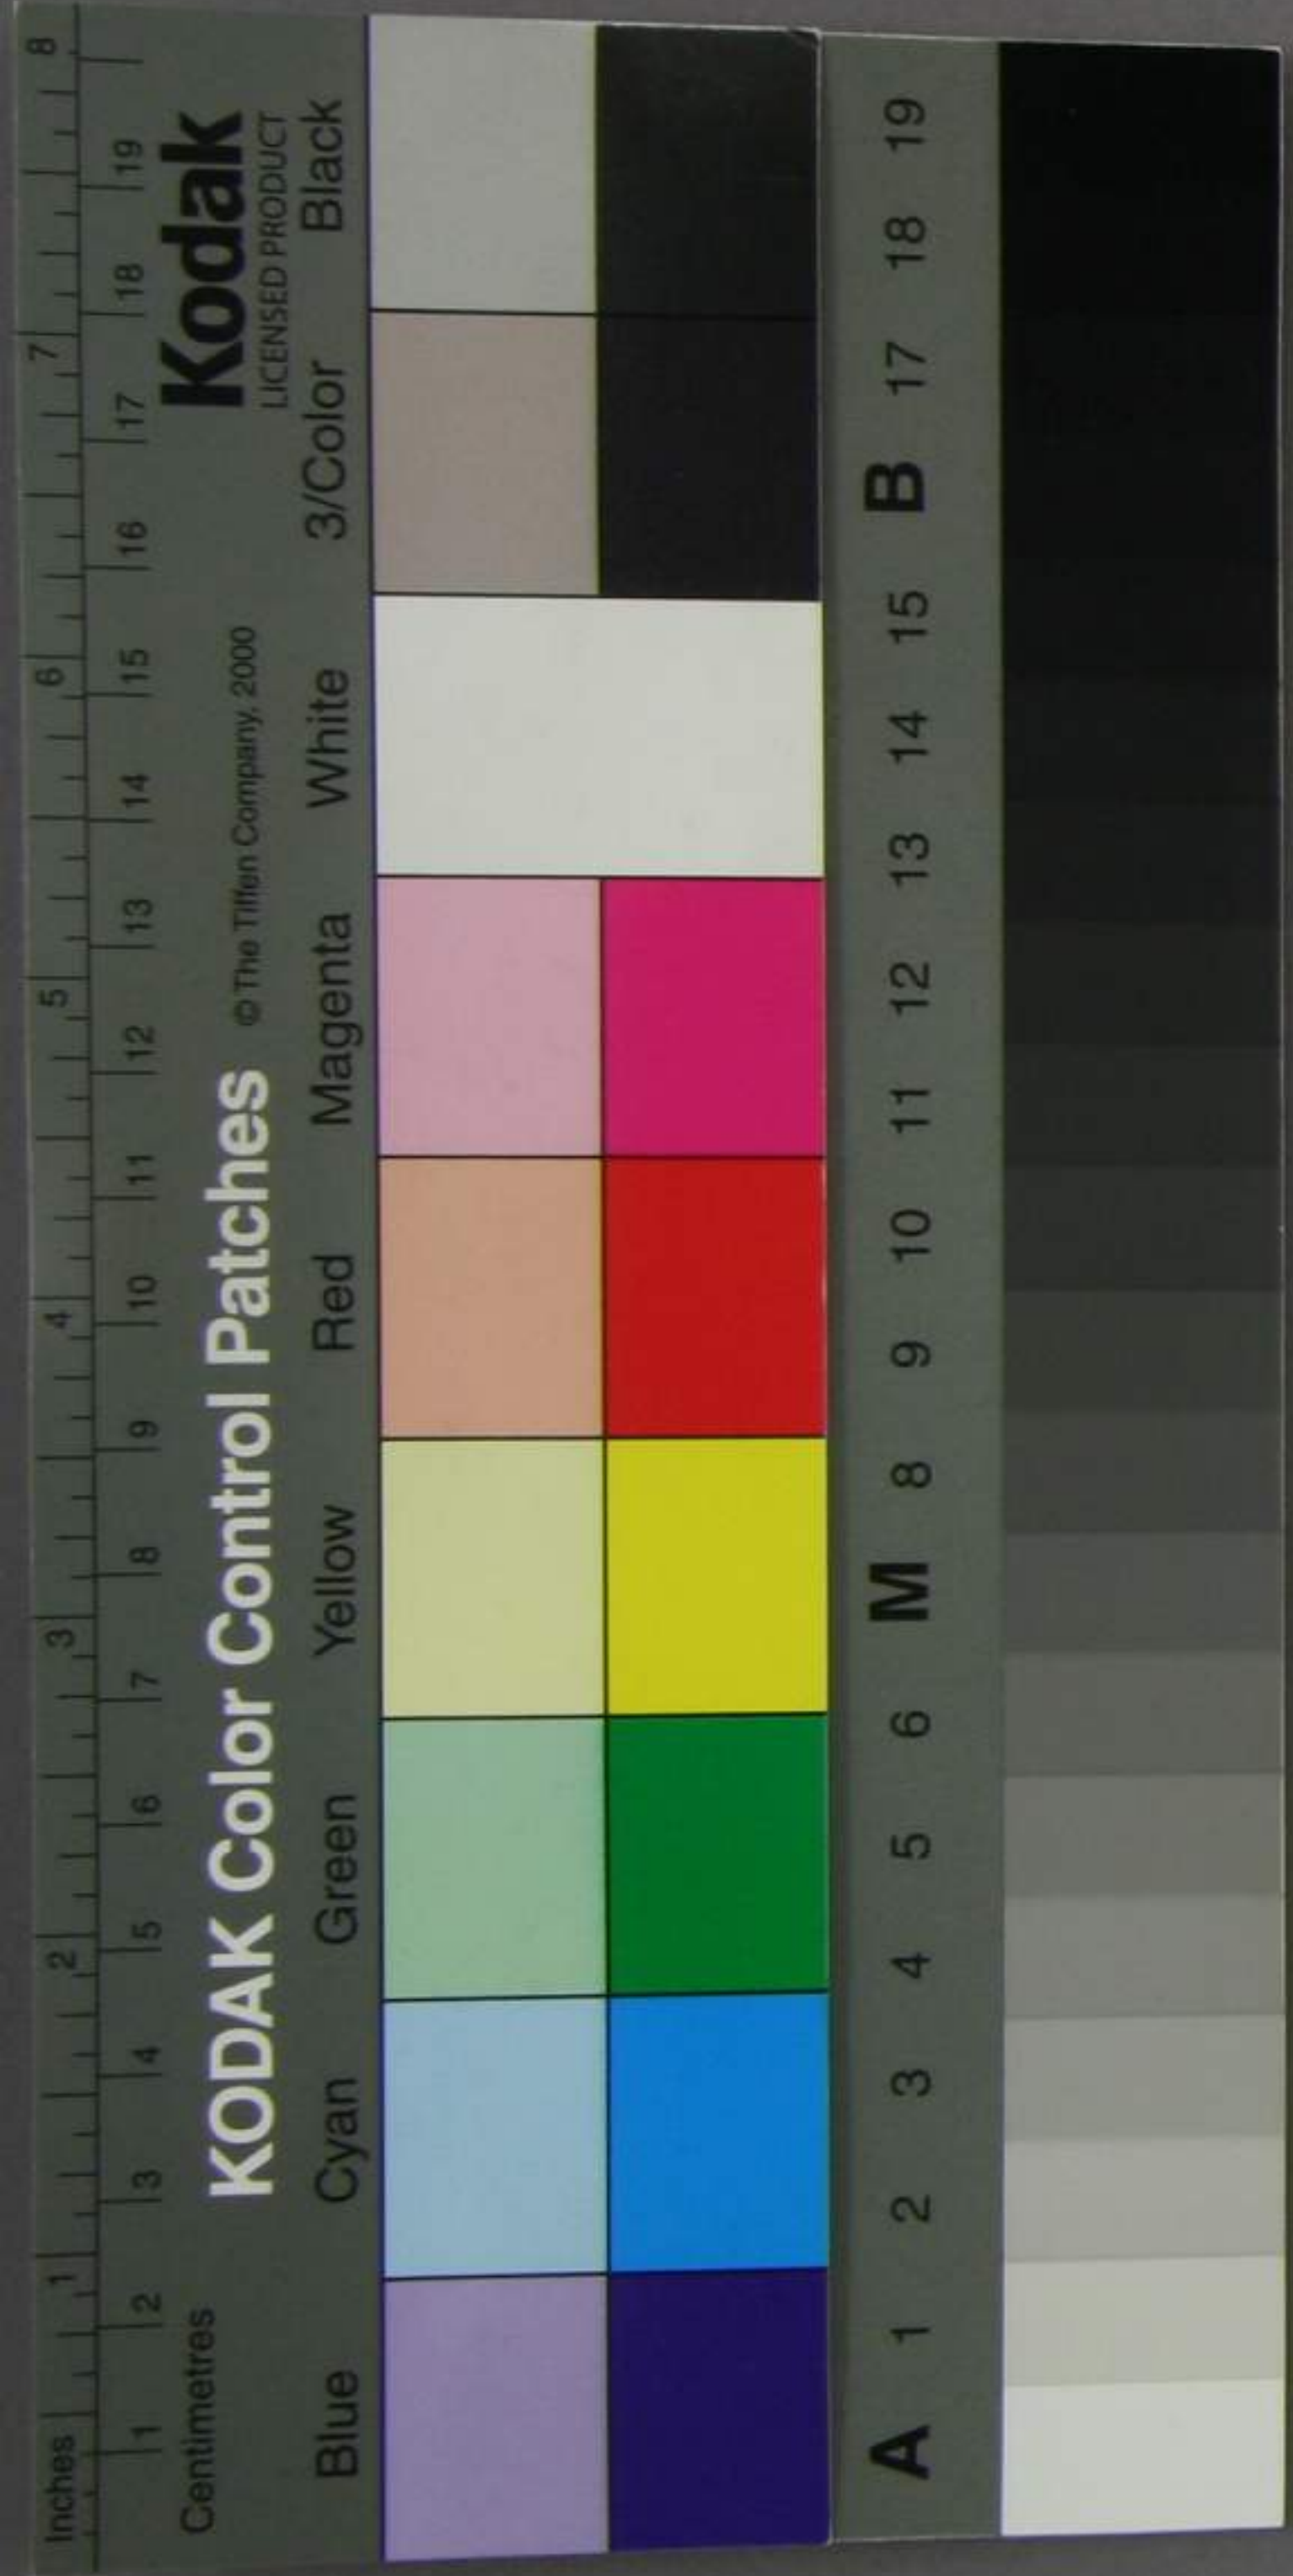 Inches 1 2 3 4 5 6 7 8
1 2 3 4 5 6 7 8 9 10 11 12 13 14 15 16 17 18 19
Centimetres
KODAK Color Control Patches © The Tiffen Company, 2000 Kodak
LICENSED PRODUCT
Blue Cyan Green Yellow Red Magenta White 3/Color Black
A 1 2 3 4 5 6 M 8 9 10 11 12 13 14 15 B 17 18 19